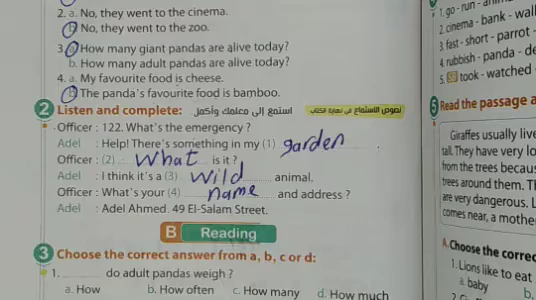 2. a. No, they went to the cinema.
b No, they went to the zoo.
3. a How many giant pandas are alive today?
b. How many adult pandas are alive today?
4. a. My favourite food is cheese.
b The panda's favourite food is bamboo.
2 Listen and complete: استمع إلى معلمك وأكمل نصوص الاستماع في نهاية الكتاب
Officer : 122. What's the emergency ?
Adel : Help! There's something in my (1) garden
Officer : (2) What is it ?
Adel : I think it's a (3) wild animal.
Officer : What's your (4) name and address ?
Adel : Adel Ahmed. 49 El-Salam Street.
B Reading
3 Choose the correct answer from a, b, c or d:
1. do adult pandas weigh ?
a. How b. How often c. How many d. How much
1. go - run -
2. cinema - bank - wall
3. fast - short - parrot -
4. rubbish - panda - de
5. took - watched
5 Read the passage a
Giraffes usually live
tall. They have very lo
from the trees becaus
trees around them. T
are very dangerous. L
comes near, a mothe
A. Choose the correc
1. Lions like to eat
a. baby b.